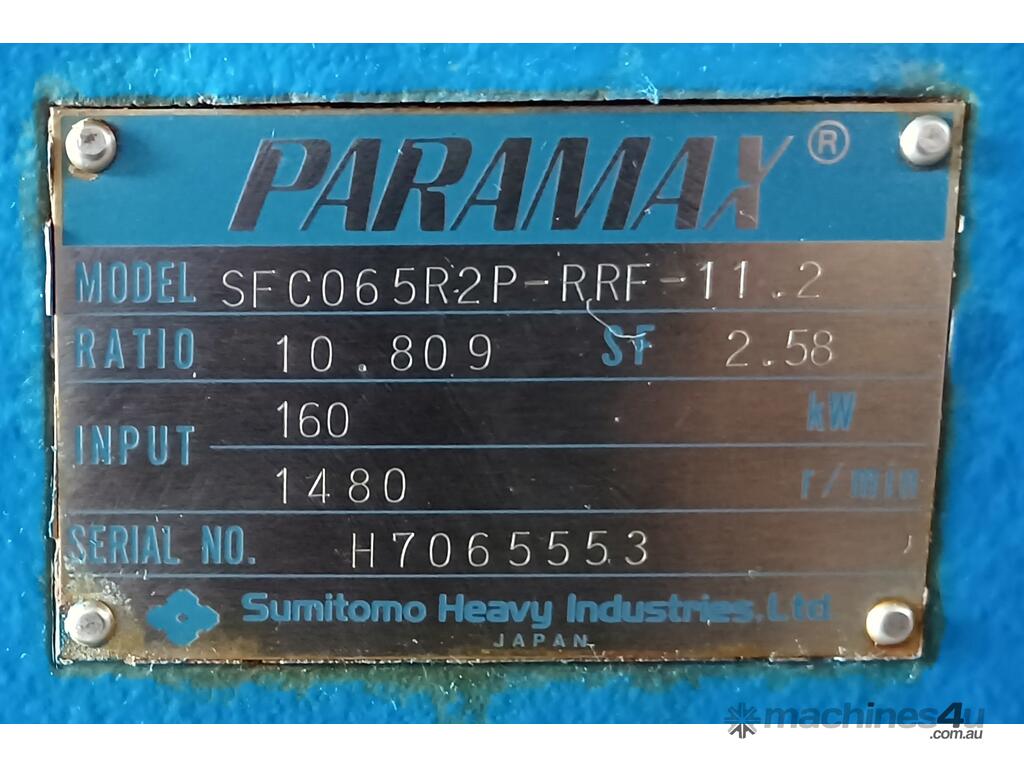 PARAMAX®
MODEL SFC065R2P-RRF-11.2
RATIO 10.809 SF 2.58
INPUT 160 kW
1480 r/min
SERIAL NO. H7065553
Sumitomo Heavy Industries, Ltd.
JAPAN
machines4u
.com.au